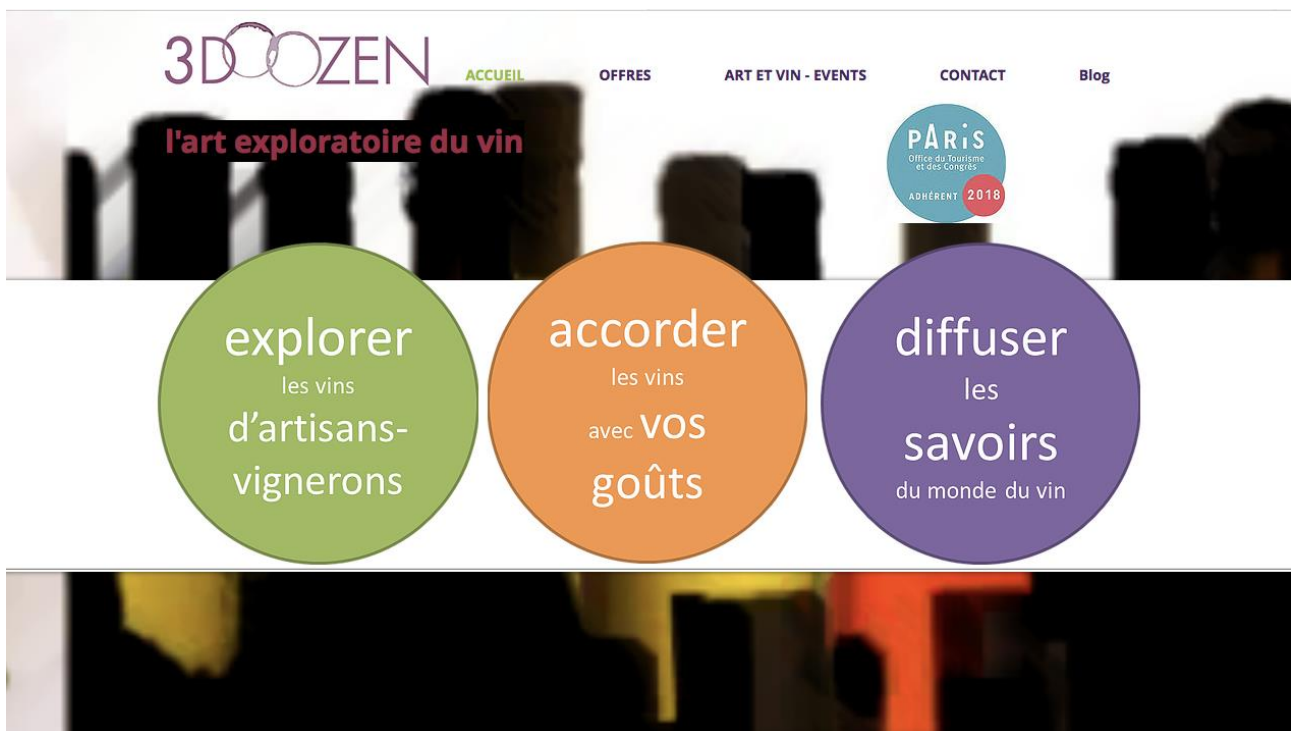 3DOOZEN
ACCUEIL OFFRES ART ET VIN - EVENTS CONTACT Blog
l'art exploratoire du vin
PARiS
Office du Tourisme
et des Congrès
ADHÉRENT 2018
explorer
les vins
d'artisans-
vignerons
accorder
les vins
avec vos
goûts
diffuser
les
savoirs
du monde du vin